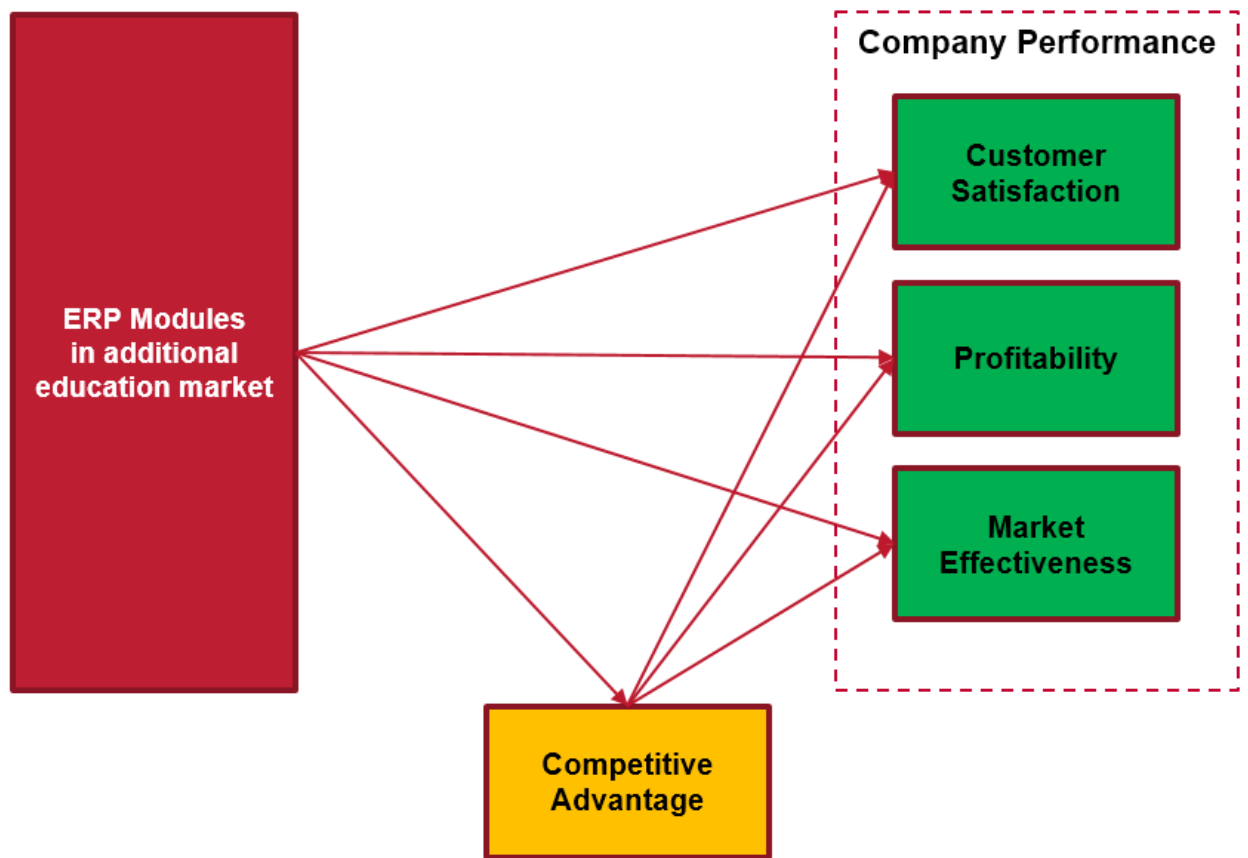 Company Performance
Customer
Satisfaction
ERP Modules
in additional
education market
Profitability
Market
Effectiveness
Competitive
Advantage